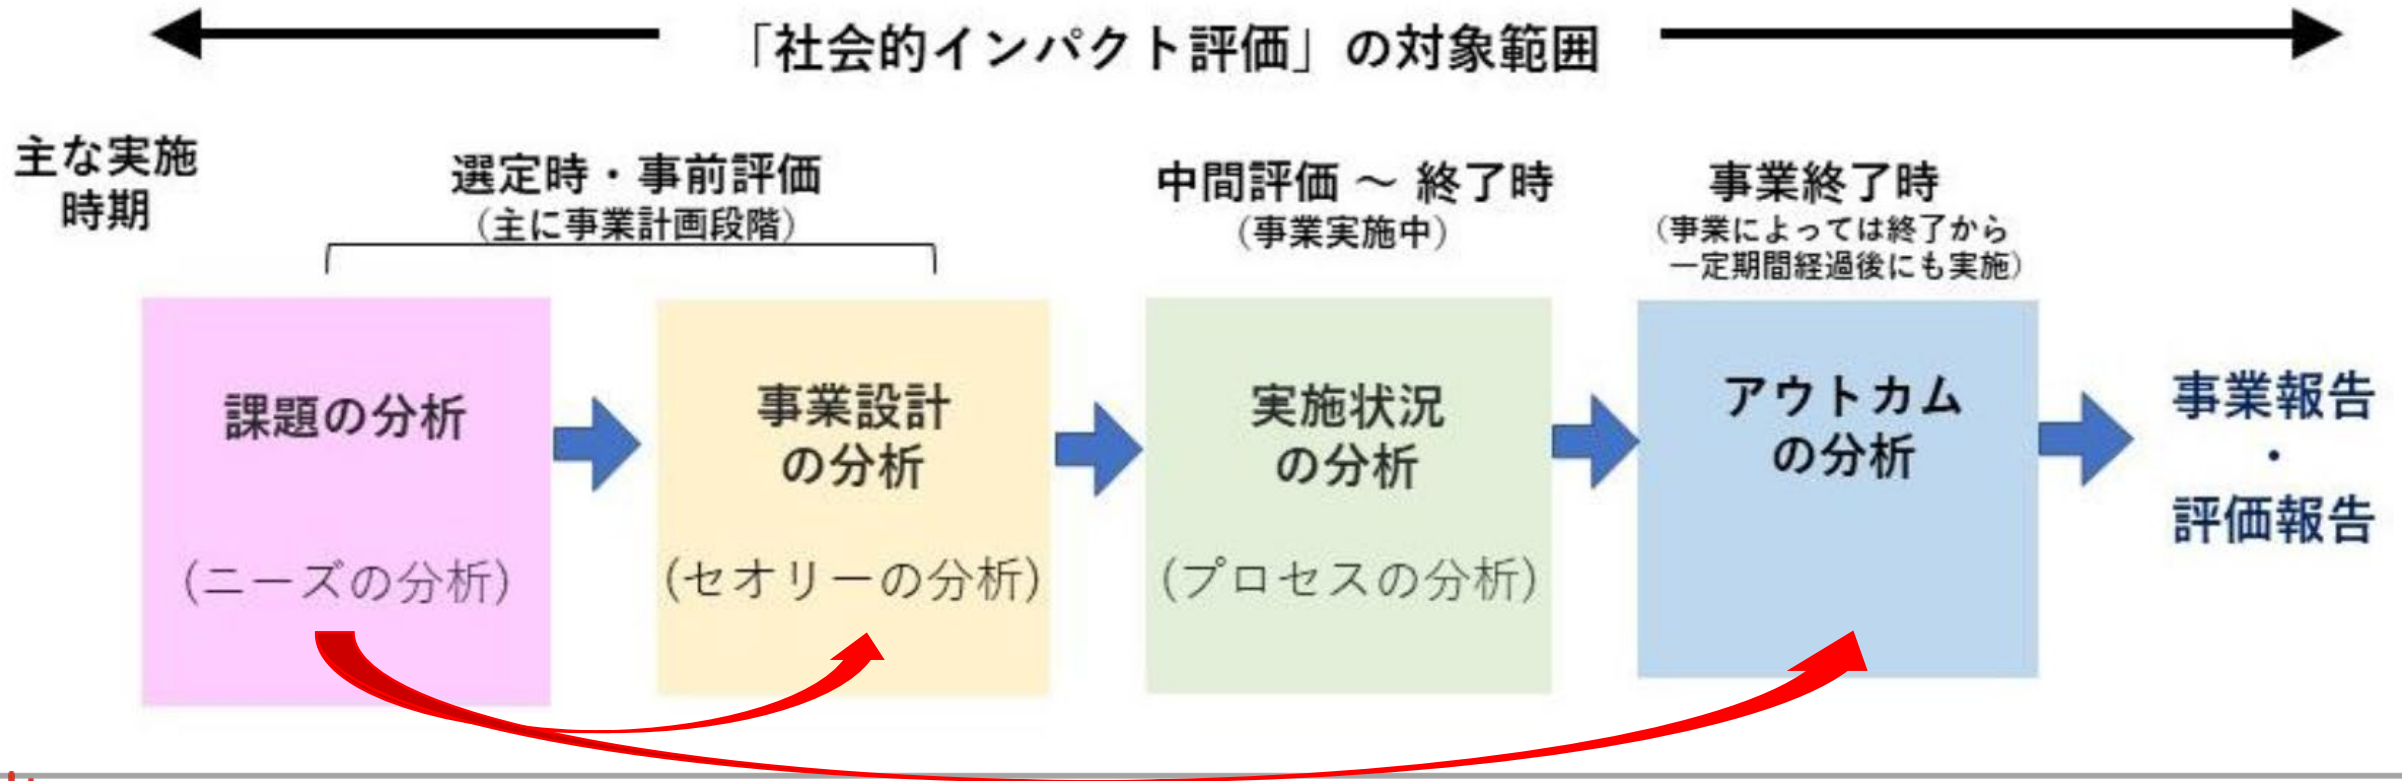 「社会的インパクト評価」の対象範囲
主な実施
時期
選定時・事前評価
（主に事業計画段階）
中間評価 ～ 終了時
（事業実施中）
事業終了時
（事業によっては終了から
一定期間経過後にも実施）
課題の分析
(ニーズの分析)
事業設計
の分析
(セオリーの分析)
実施状況
の分析
(プロセスの分析)
アウトカム
の分析
事業報告
・
評価報告